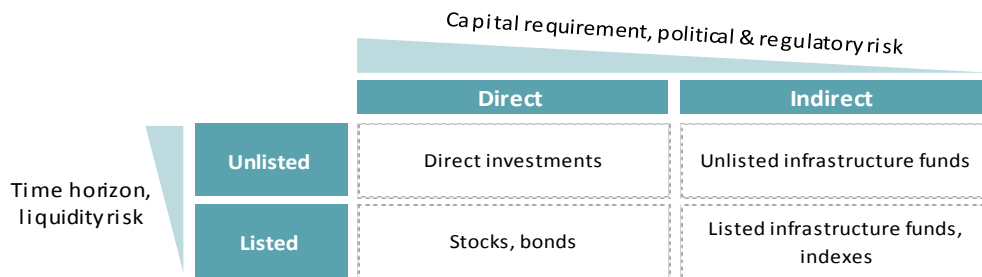 Capital requirement, political & regulatory risk
Direct
Indirect
Unlisted
Direct investments
Unlisted infrastructure funds
Time horizon,
liquidity risk
Listed
Stocks, bonds
Listed infrastructure funds,
indexes